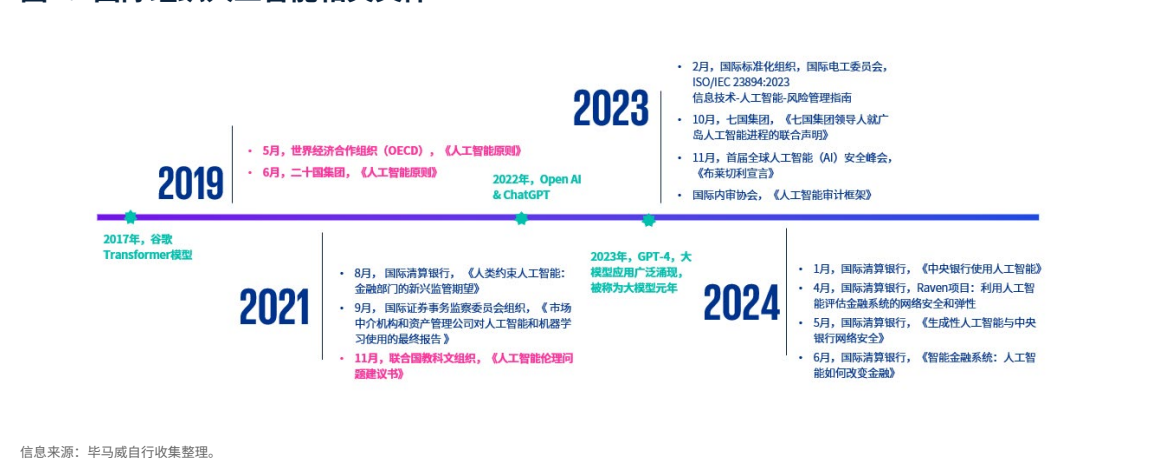 2023
• 2月，国际标准化组织，国际电工委员会，
ISO/IEC 23894:2023
信息技术-人工智能-风险管理指南
• 10月，七国集团，《七国集团领导人就广
岛人工智能进程的联合声明》
• 11月，首届全球人工智能（AI）安全峰会，
《布莱切利宣言》
• 国际内审协会，《人工智能审计框架》
2019
• 5月，世界经济合作组织（OECD），《人工智能原则》
• 6月，二十国集团，《人工智能原则》
2022年，Open AI
& ChatGPT
2017年，谷歌
Transformer模型
2021
• 8月， 国际清算银行， 《人类约束人工智能：
金融部门的新兴监管期望》
• 9月， 国际证券事务监察委员会组织，《 市场
中介机构和资产管理公司对人工智能和机器学
习使用的最终报告 》
• 11月，联合国教科文组织，《人工智能伦理问
题建议书》
2023年，GPT-4，大
模型应用广泛涌现，
被称为大模型元年
2024
• 1月，国际清算银行，《中央银行使用人工智能》
• 4月，国际清算银行，Raven项目：利用人工智
能评估金融系统的网络安全和弹性
• 5月，国际清算银行，《生成性人工智能与中央
银行网络安全》
• 6月，国际清算银行，《智能金融系统：人工智
能如何改变金融》
信息来源：毕马威自行收集整理。